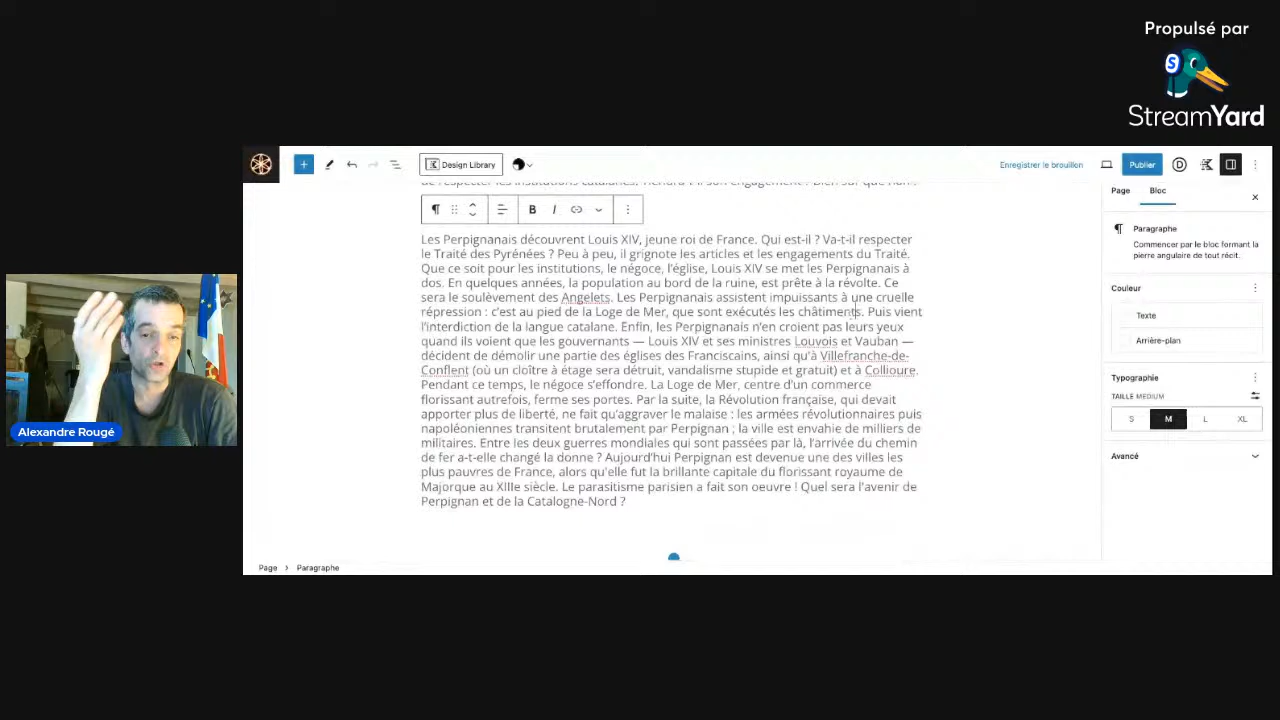 Propulsé par
StreamYard
Design Library
Enregistrer le brouillon
Publier
de respecter les institutions catalanes. Tiendra-t-il son engagement ? Bien sûr que non.
B I
Les Perpignanais découvrent Louis XIV, jeune roi de France. Qui est-il ? Va-t-il respecter
le Traité des Pyrénées ? Peu à peu, il grignote les articles et les engagements du Traité.
Que ce soit pour les institutions, le négoce, l'église, Louis XIV se met les Perpignanais à
dos. En quelques années, la population au bord de la ruine, est prête à la révolte. Ce
sera le soulèvement des Angelets. Les Perpignanais assistent impuissants à une cruelle
répression : c'est au pied de la Loge de Mer, que sont exécutés les châtiments. Puis vient
l'interdiction de la langue catalane. Enfin, les Perpignanais n'en croient pas leurs yeux
quand ils voient que les gouvernants — Louis XIV et ses ministres Louvois et Vauban —
décident de démolir une partie des églises des Franciscains, ainsi qu'à Villefranche-de-
Conflent (où un cloître à étage sera détruit, vandalisme stupide et gratuit) et à Collioure.
Pendant ce temps, le négoce s'effondre. La Loge de Mer, centre d'un commerce
florissant autrefois, ferme ses portes. Par la suite, la Révolution française, qui devait
apporter plus de liberté, ne fait qu'aggraver le malaise : les armées révolutionnaires puis
napoléoniennes transitent brutalement par Perpignan ; la ville est envahie de milliers de
militaires. Entre les deux guerres mondiales qui sont passées par là, l'arrivée du chemin
de fer a-t-elle changé la donne ? Aujourd'hui Perpignan est devenue une des villes les
plus pauvres de France, alors qu'elle fut la brillante capitale du florissant royaume de
Majorque au XIIIe siècle. Le parasitisme parisien a fait son oeuvre ! Quel sera l'avenir de
Perpignan et de la Catalogne-Nord ?
Page
Bloc
Paragraphe
Commencer par le bloc formant la
pierre angulaire de tout récit.
Couleur
Texte
Arrière-plan
Typographie
TAILLE MEDIUM
S M L XL
Avancé
Page > Paragraphe
Alexandre Rougé